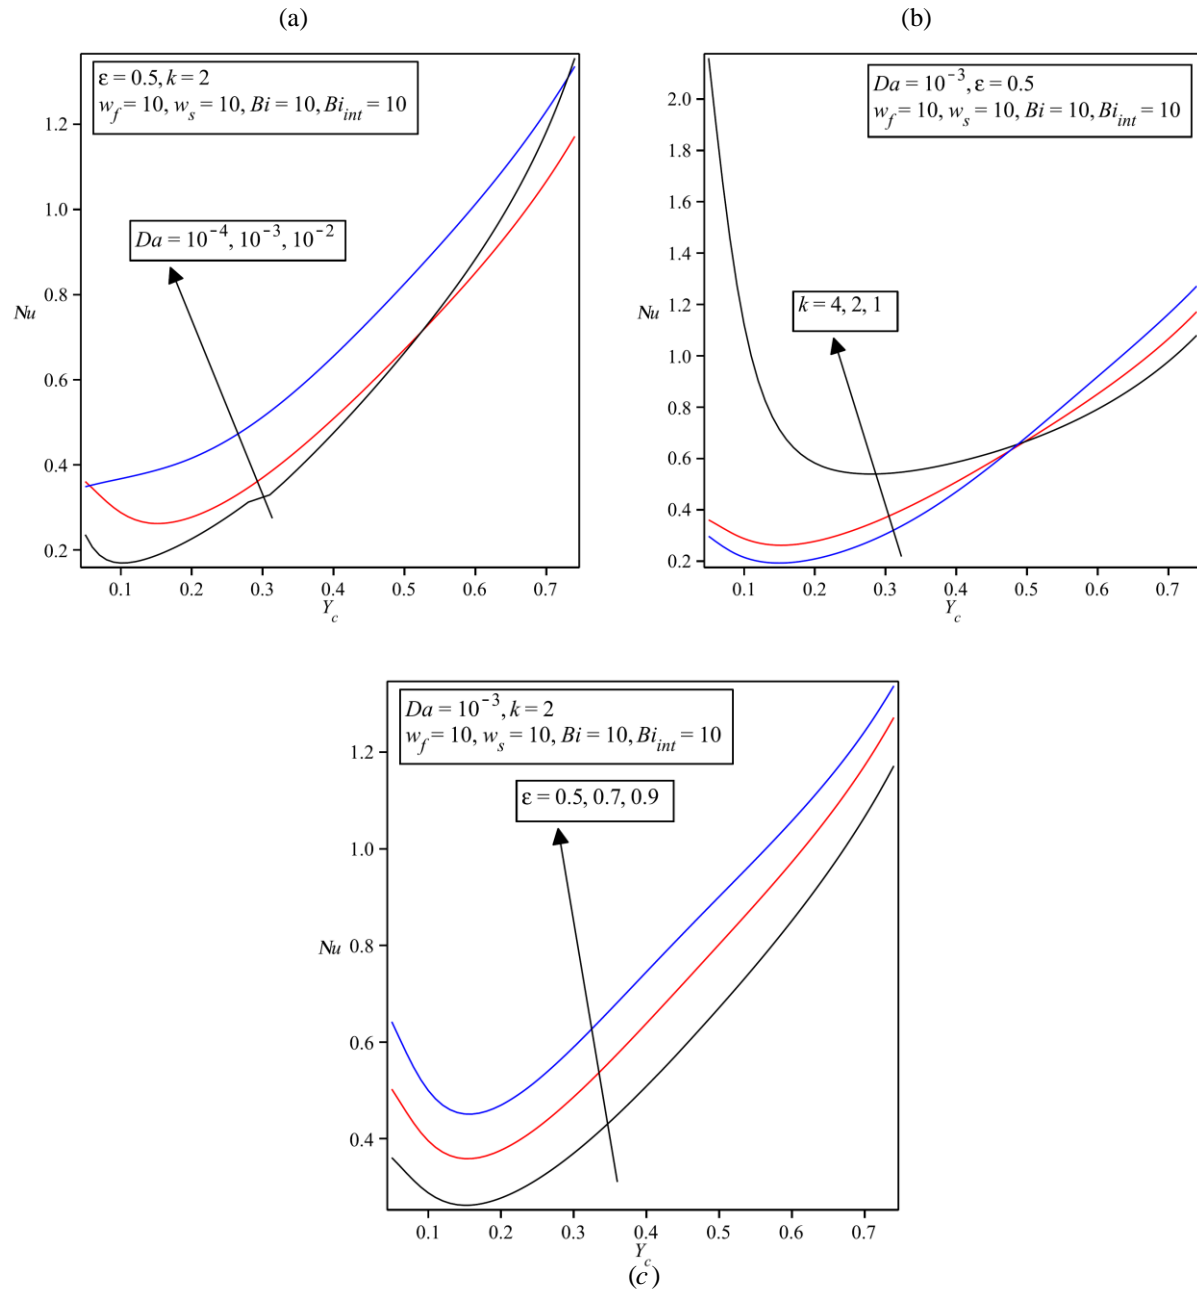 (a)
ε = 0.5, k = 2
w_f = 10, w_s = 10, Bi = 10, Bi_int = 10
Da = 10^−4, 10^−3, 10^−2
1.2
1.0
0.8
0.6
0.4
0.2
Nu
0.1 0.2 0.3 0.4 0.5 0.6 0.7
Y_c
(b)
Da = 10^−3, ε = 0.5
w_f = 10, w_s = 10, Bi = 10, Bi_int = 10
k = 4, 2, 1
2.0
1.8
1.6
1.4
1.2
1.0
0.8
0.6
0.4
0.2
Nu
0.1 0.2 0.3 0.4 0.5 0.6 0.7
Y_c
Da = 10^−3, k = 2
w_f = 10, w_s = 10, Bi = 10, Bi_int = 10
ε = 0.5, 0.7, 0.9
1.2
1.0
0.8
0.6
0.4
Nu
0.1 0.2 0.3 0.4 0.5 0.6 0.7
Y_c
(c)